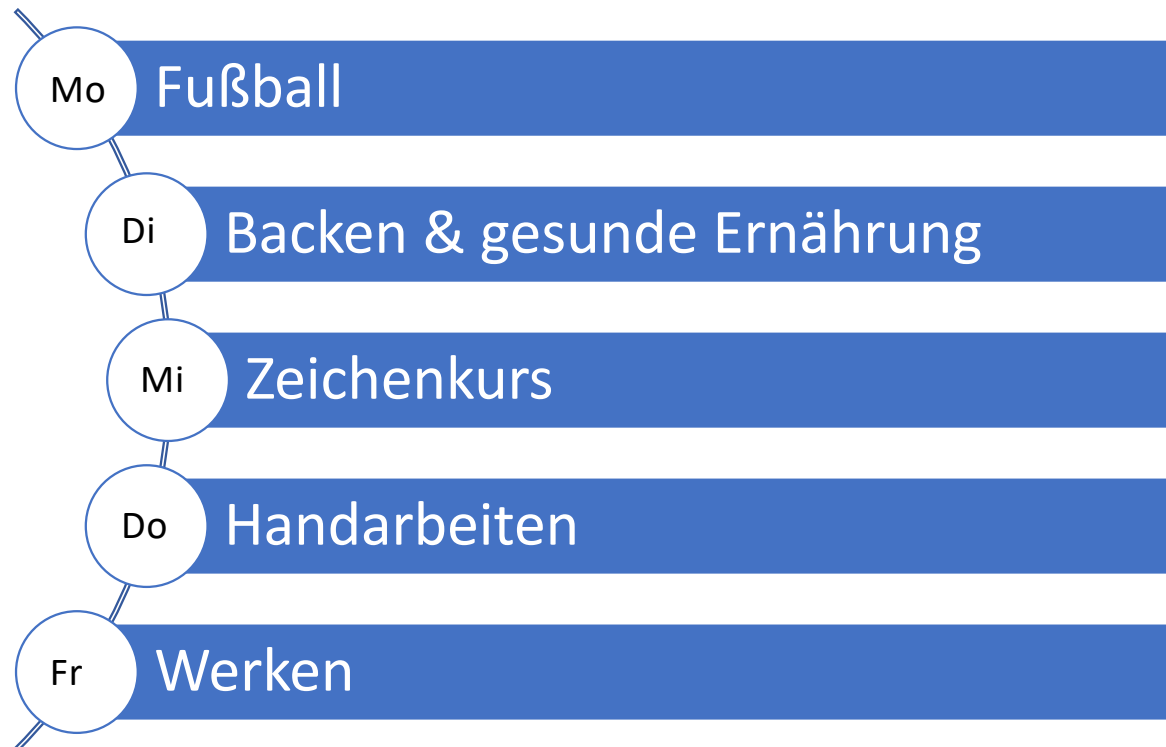 Mo Fußball
Di Backen & gesunde Ernährung
Mi Zeichenkurs
Do Handarbeiten
Fr Werken